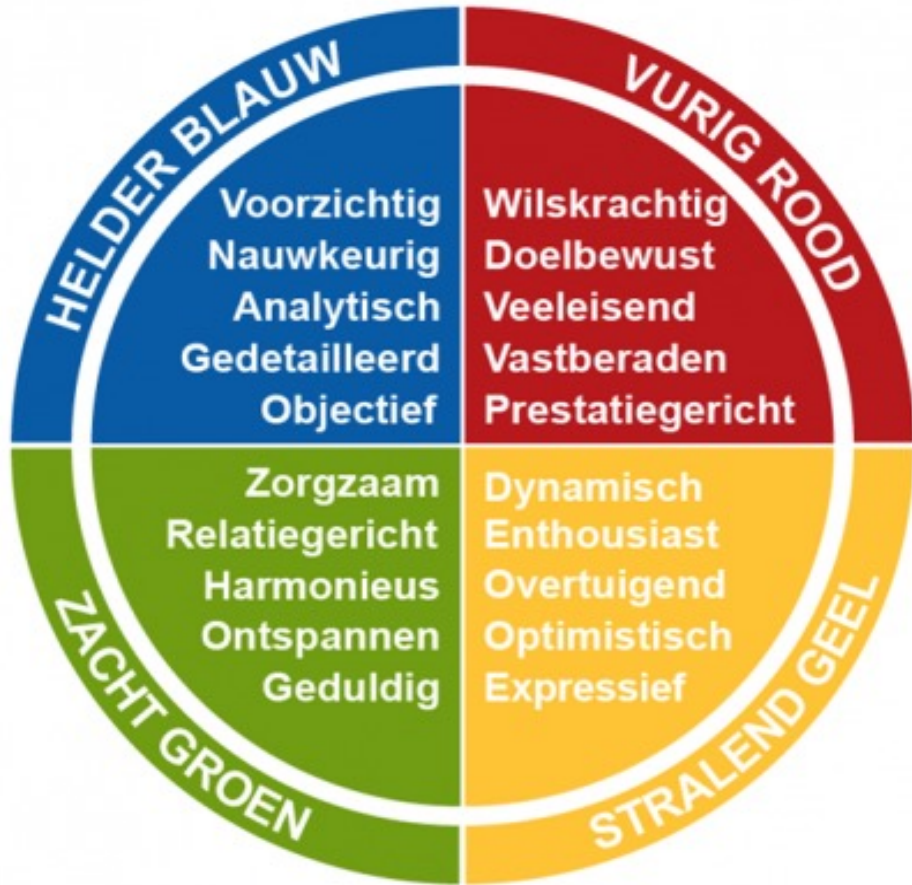 HELDER BLAUW
Voorzichtig
Nauwkeurig
Analytisch
Gedetailleerd
Objectief
VURIG ROOD
Wilskrachtig
Doelbewust
Veeleisend
Vastberaden
Prestatiegericht
ZACHT GROEN
Zorgzaam
Relatiegericht
Harmonieus
Ontspannen
Geduldig
STRALEND GEEL
Dynamisch
Enthousiast
Overtuigend
Optimistisch
Expressief